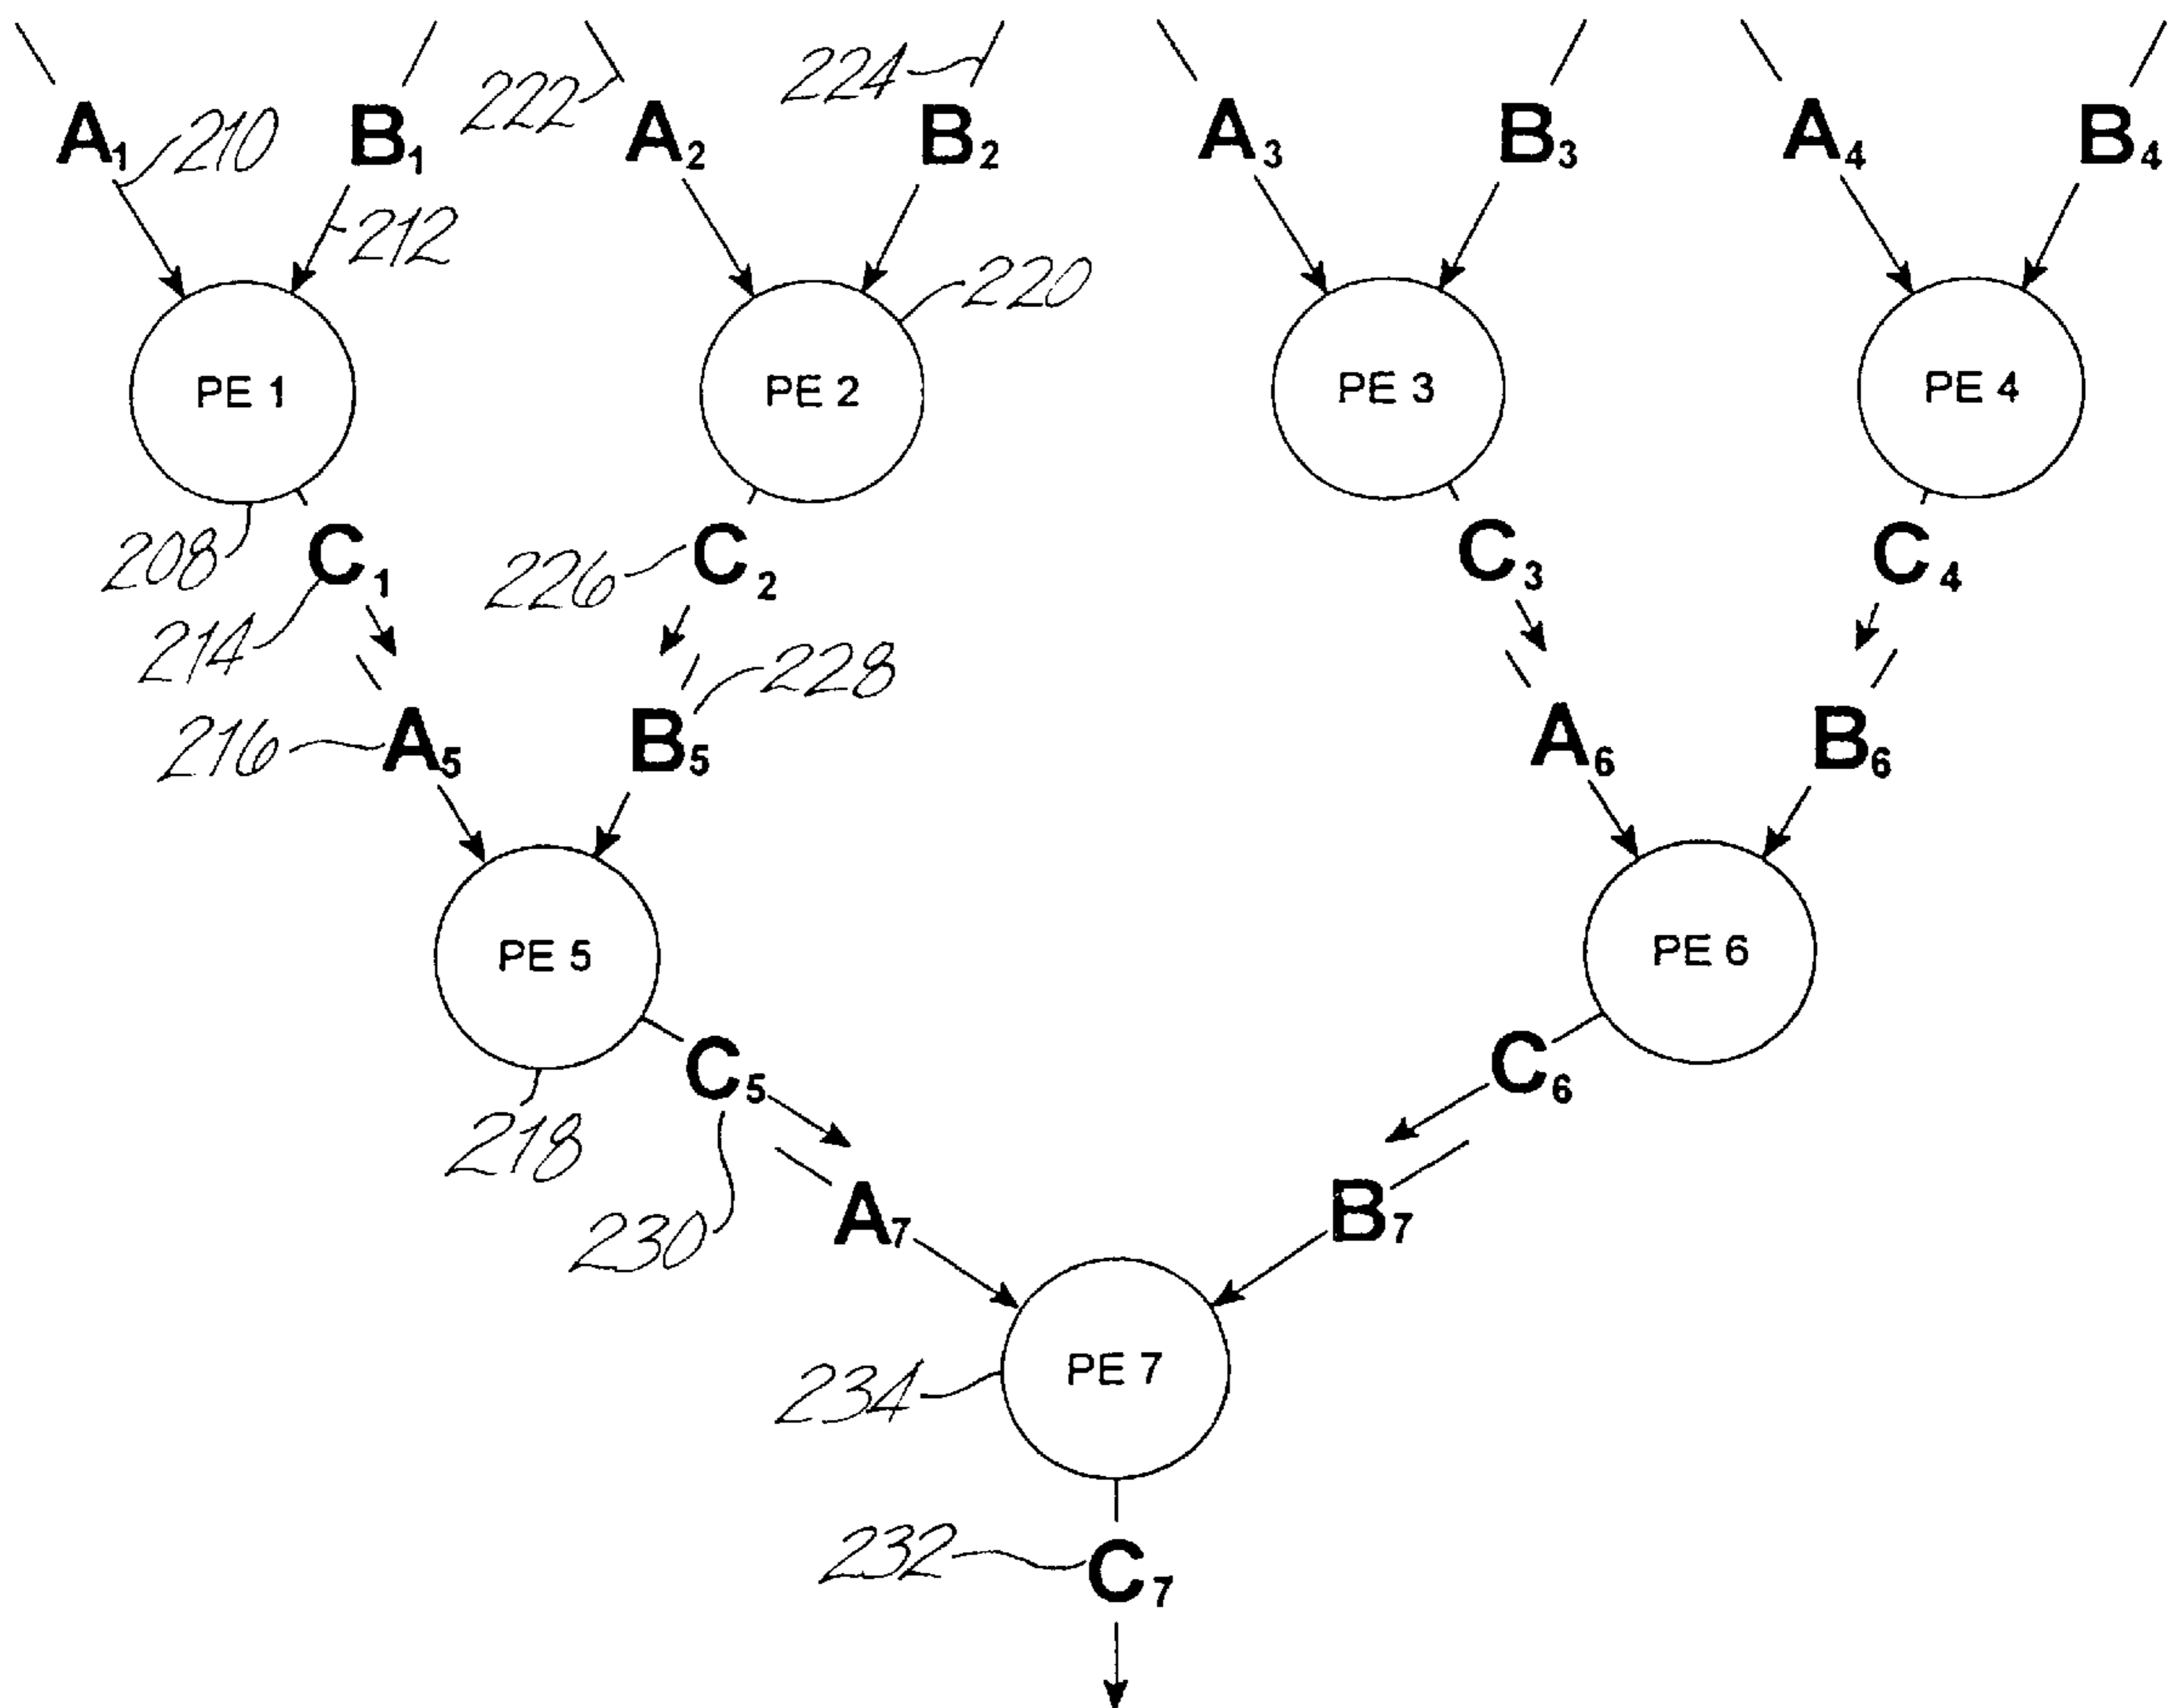 A₁ 210 B₁ 222 A₂ 224 B₂ A₃ B₃ A₄ B₄
212
220
PE 1 PE 2 PE 3 PE 4
208 C₁ 226 C₂ C₃ C₄
214 228
216 A₅ B₅ A₆ B₆
PE 5 PE 6
C₅ C₆
218
230 A₇ B₇
PE 7
234
232 C₇